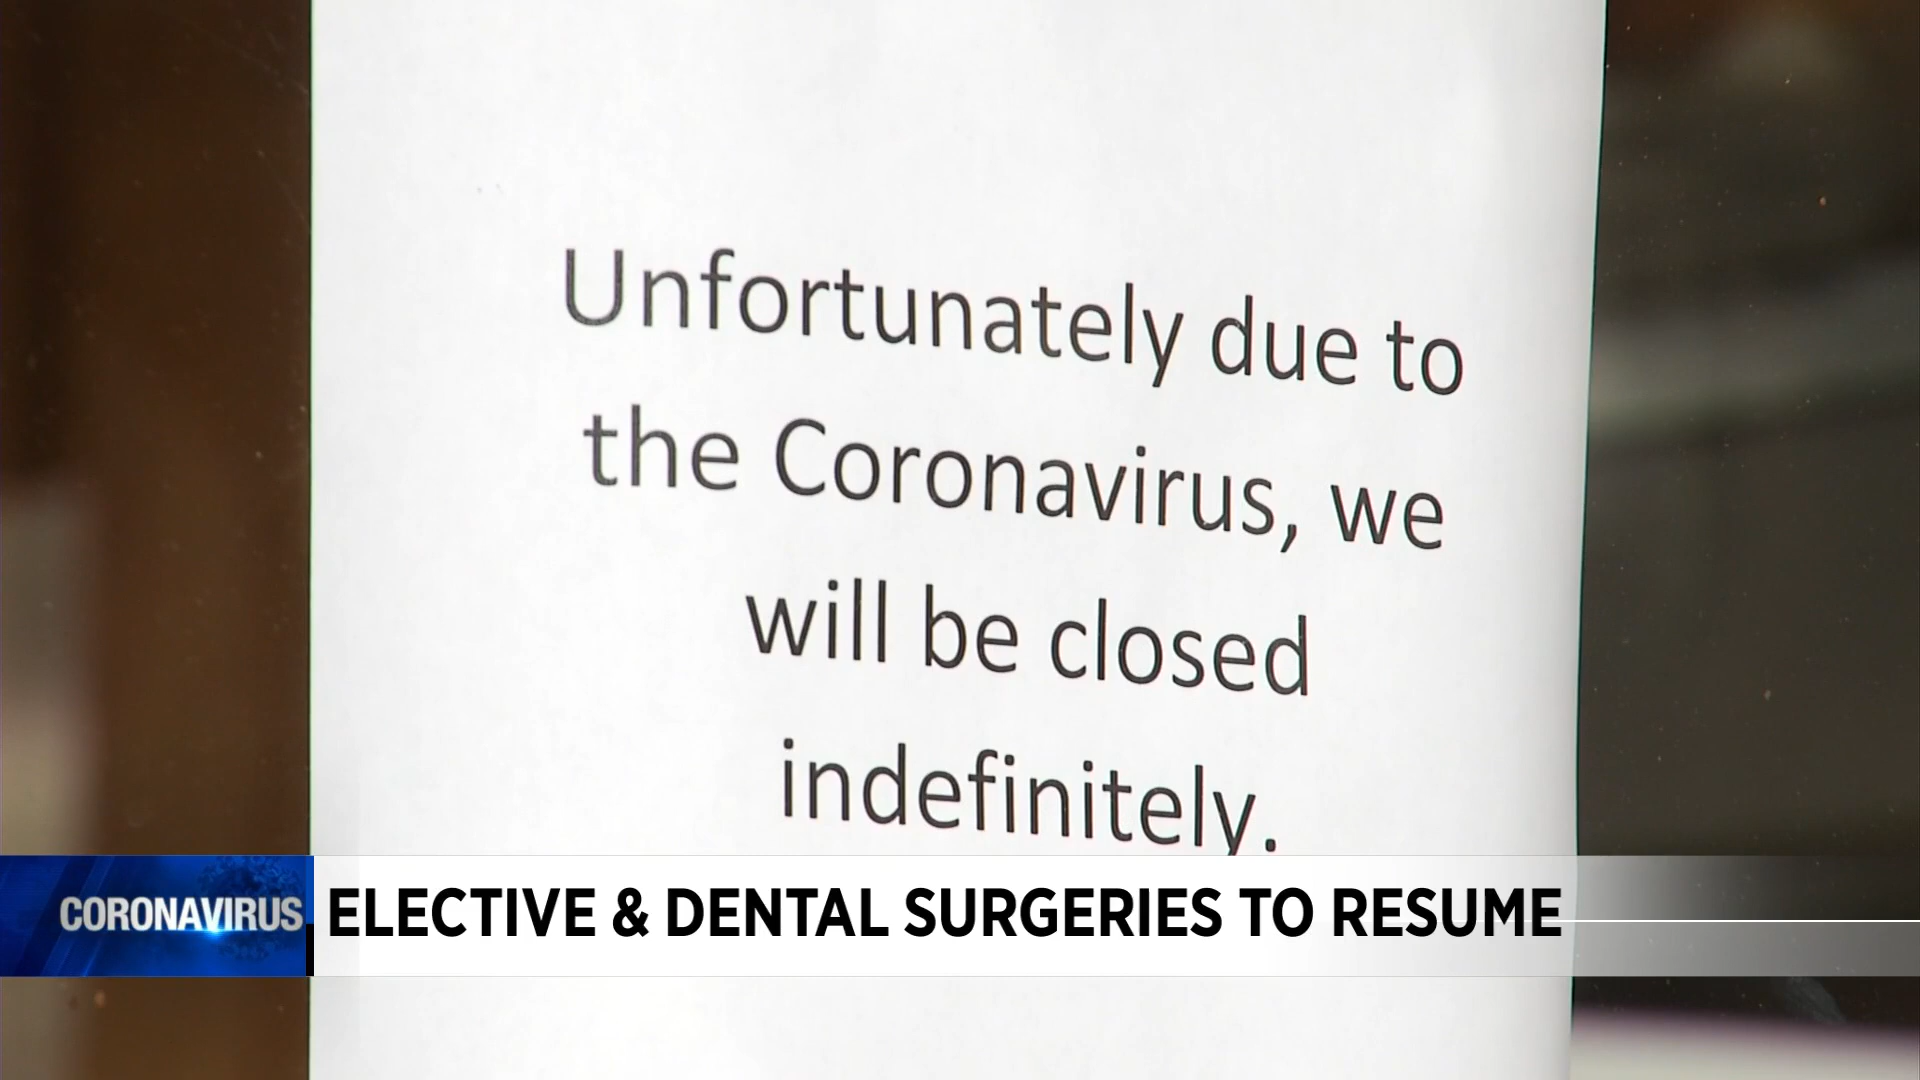 Unfortunately due to
the Coronavirus, we
will be closed
indefinitely.
CORONAVIRUS
ELECTIVE & DENTAL SURGERIES TO RESUME